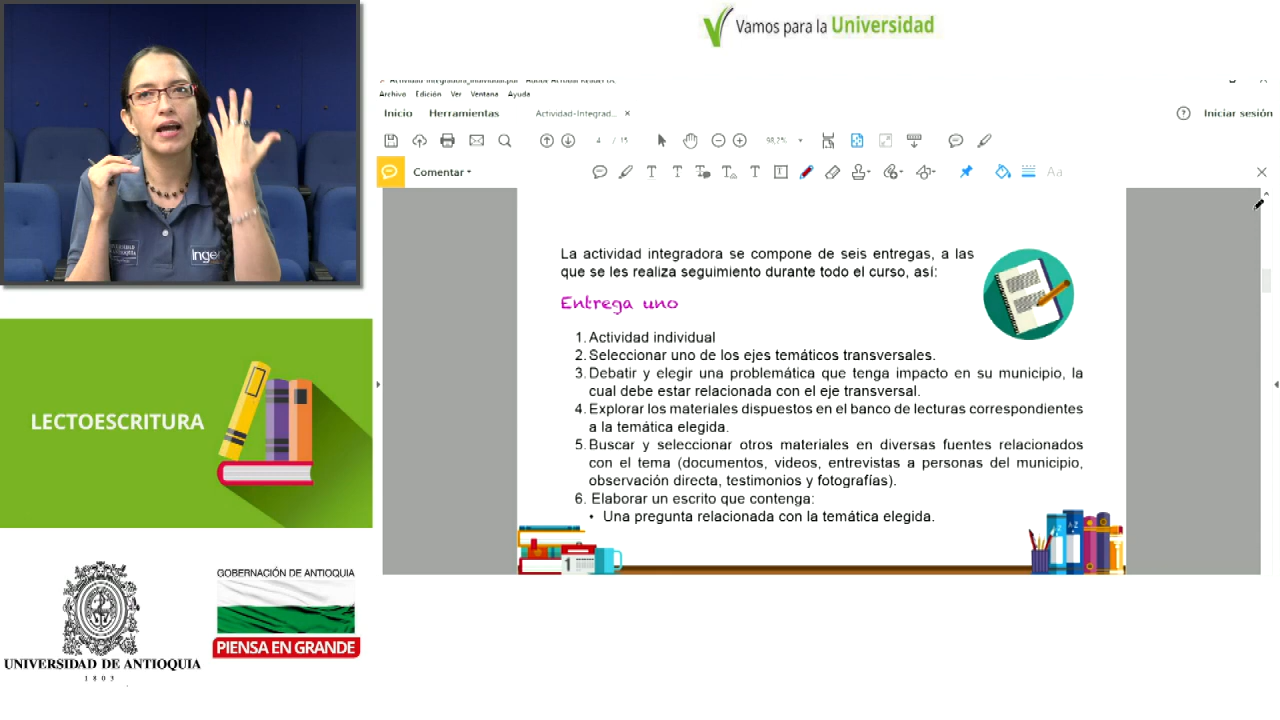 Vamos para la Universidad
Archivo Edición Ver Ventana Ayuda
Inicio Herramientas Actividad-Integrad... × Iniciar sesión
4 / 15 98,2%
Comentar
La actividad integradora se compone de seis entregas, a las
que se les realiza seguimiento durante todo el curso, así:
Entrega uno
1. Actividad individual
2. Seleccionar uno de los ejes temáticos transversales.
3. Debatir y elegir una problemática que tenga impacto en su municipio, la
cual debe estar relacionada con el eje transversal.
4. Explorar los materiales dispuestos en el banco de lecturas correspondientes
a la temática elegida.
5. Buscar y seleccionar otros materiales en diversas fuentes relacionados
con el tema (documentos, videos, entrevistas a personas del municipio,
observación directa, testimonios y fotografías).
6. Elaborar un escrito que contenga:
• Una pregunta relacionada con la temática elegida.
LECTOESCRITURA
UNIVERSIDAD DE ANTIOQUIA
1803
GOBERNACIÓN DE ANTIOQUIA
PIENSA EN GRANDE